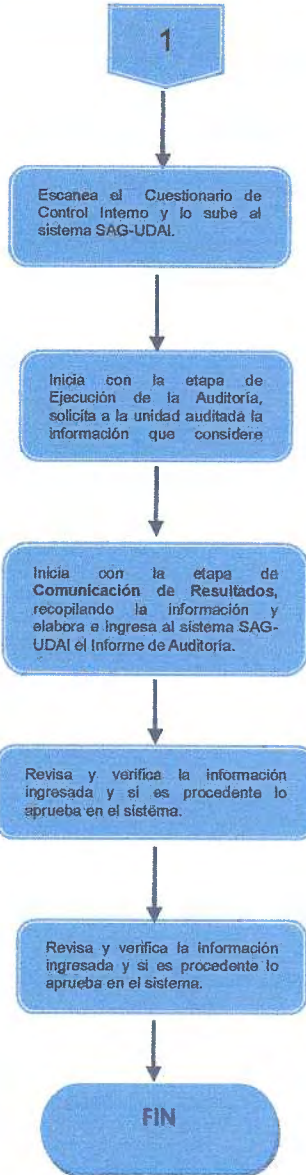 1
Escanea el Cuestionario de
Control Interno y lo sube al
sistema SAG-UDAI.
Inicia con la etapa de
Ejecución de la Auditoría,
solicita a la unidad auditada la
información que considere
Inicia con la etapa de
Comunicación de Resultados,
recopilando la información y
elabora e ingresa al sistema SAG-
UDAI el Informe de Auditoría.
Revisa y verifica la información
ingresada y si es procedente lo
aprueba en el sistema.
Revisa y verifica la información
ingresada y si es procedente lo
aprueba en el sistema.
FIN